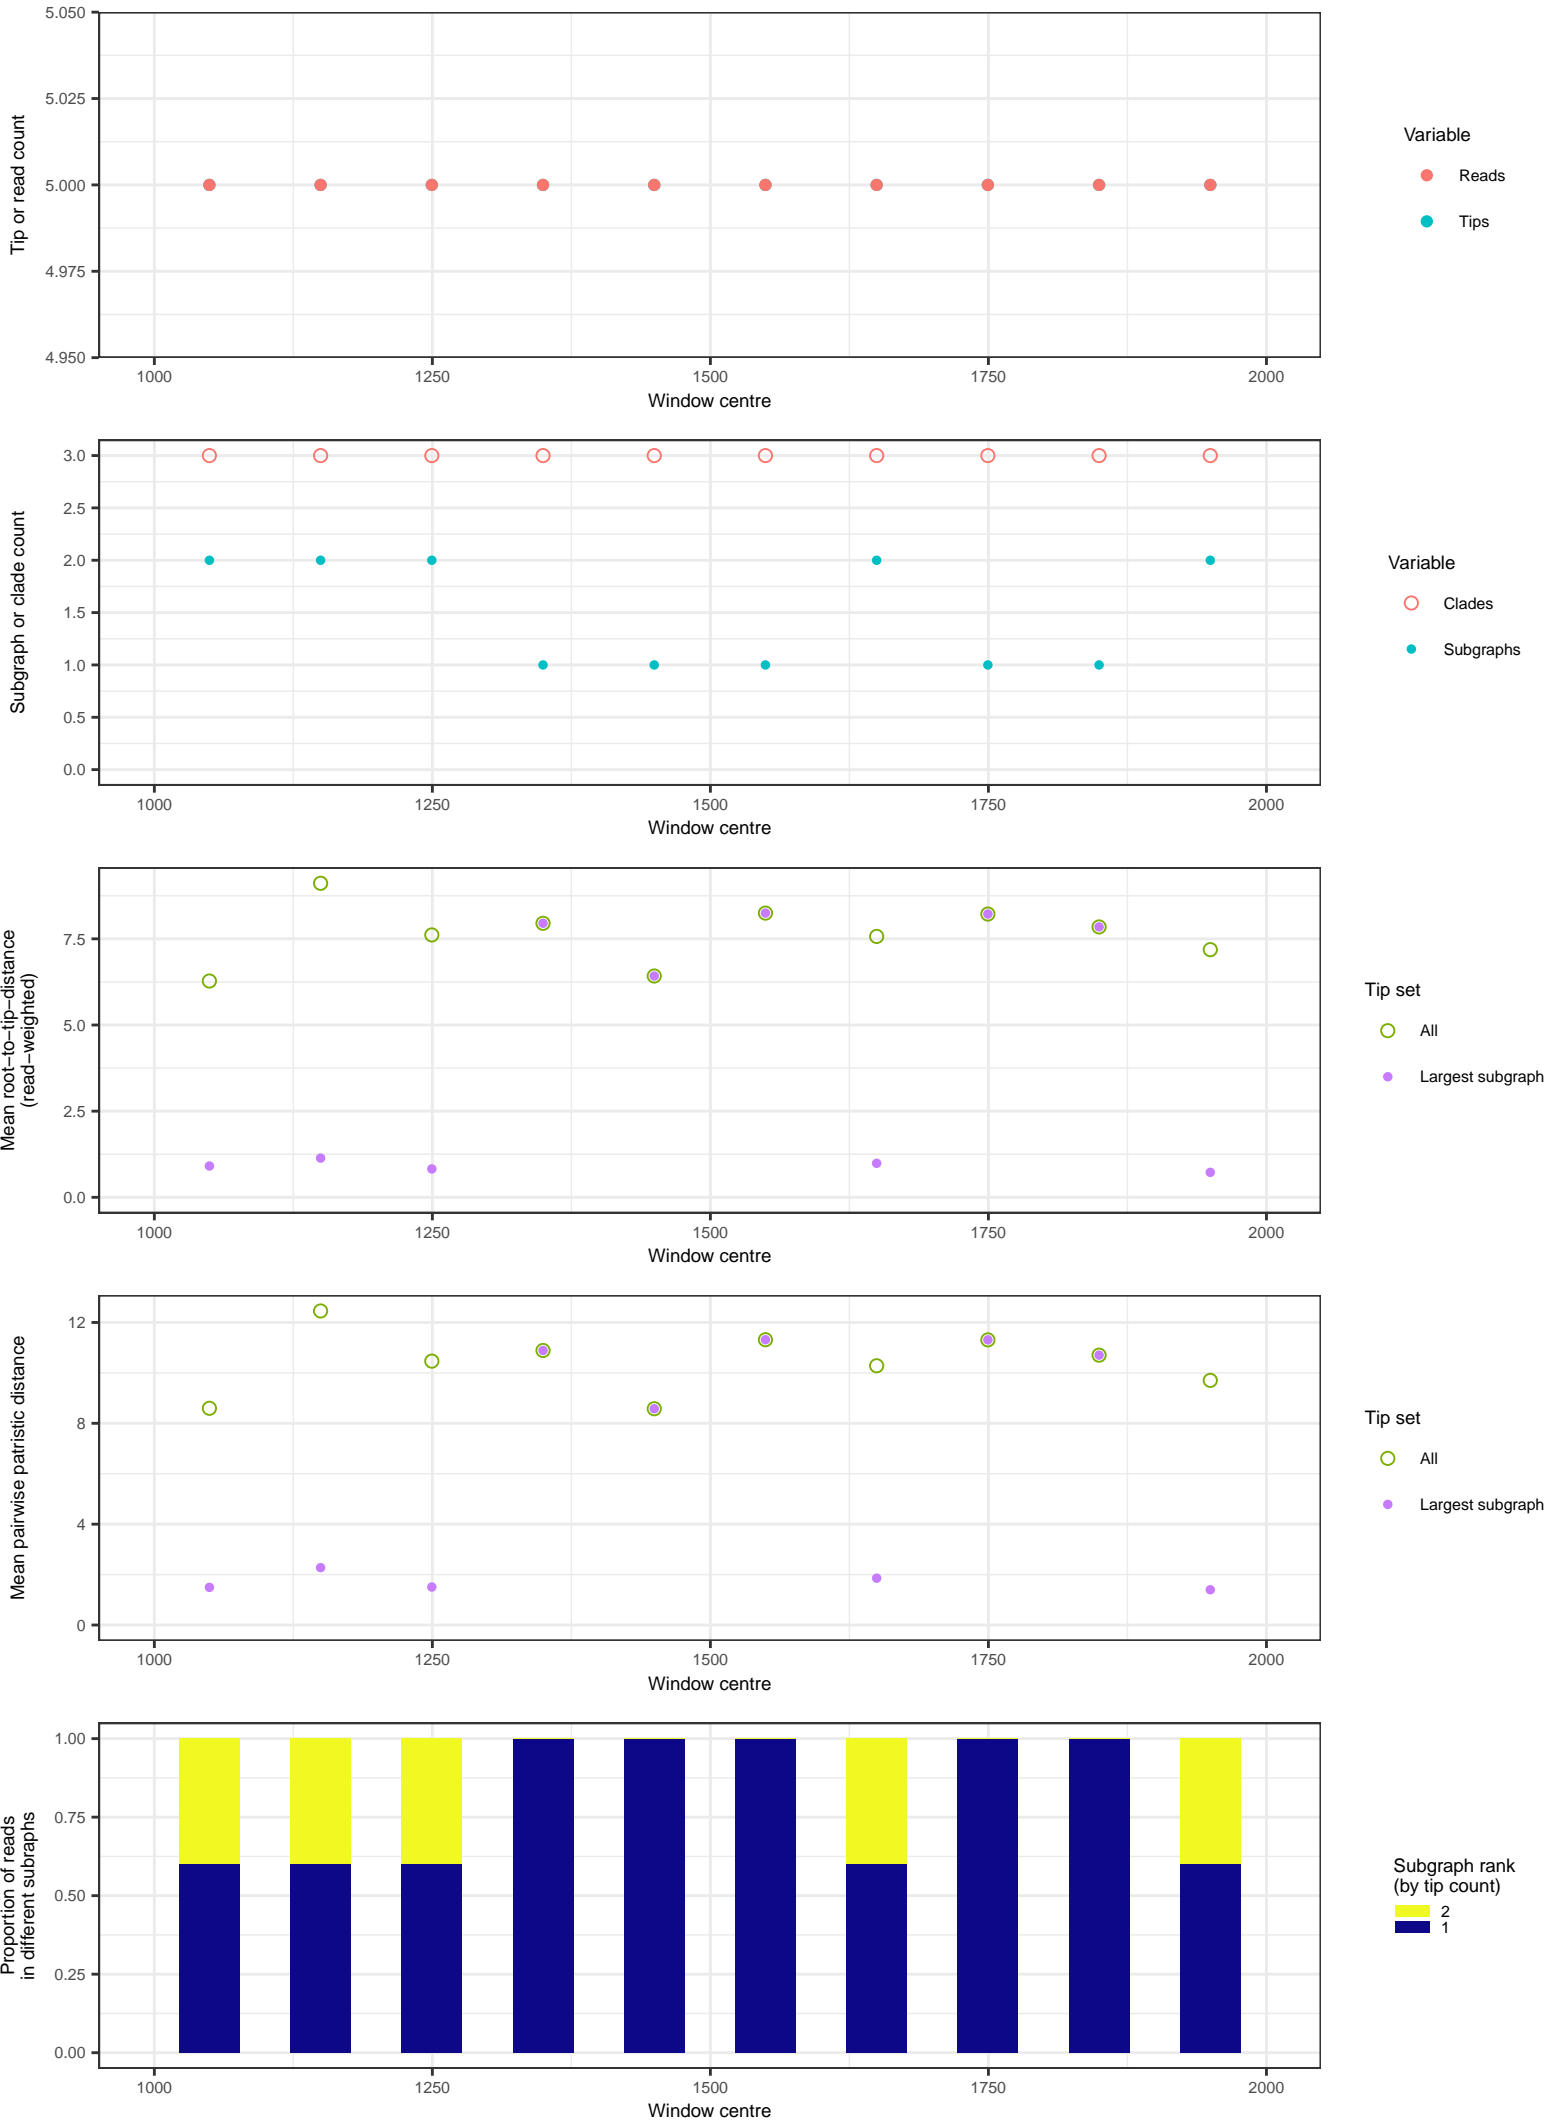 Tip or read count
5.050
5.025
5.000
4.975
4.950
1000 1250 1500 1750 2000
Window centre
Variable
Reads
Tips
Subgraph or clade count
3.0
2.5
2.0
1.5
1.0
0.5
0.0
1000 1250 1500 1750 2000
Window centre
Variable
Clades
Subgraphs
Mean root−to−tip−distance
(read−weighted)
7.5
5.0
2.5
0.0
1000 1250 1500 1750 2000
Window centre
Tip set
All
Largest subgraph
Mean pairwise patristic distance
12
8
4
0
1000 1250 1500 1750 2000
Window centre
Tip set
All
Largest subgraph
Proportion of reads
in different subraphs
1.00
0.75
0.50
0.25
0.00
1000 1250 1500 1750 2000
Window centre
Subgraph rank
(by tip count)
2
1